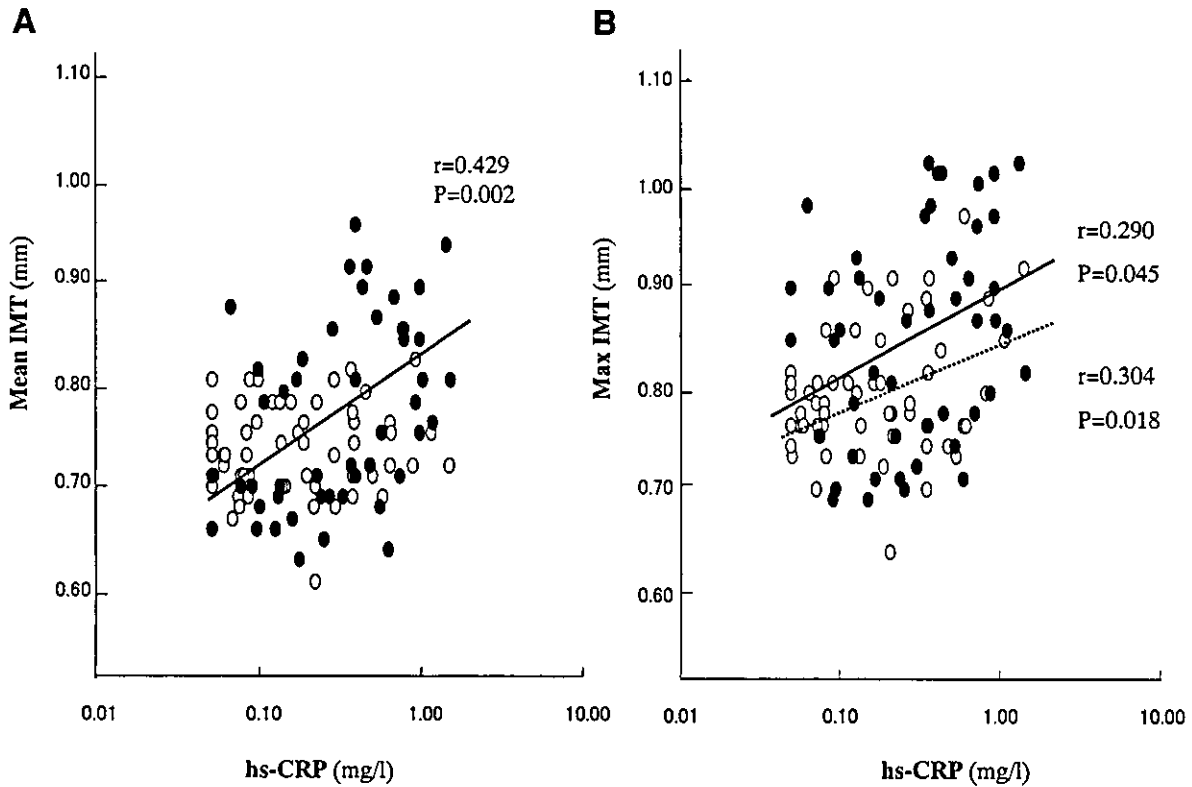 A
Mean IMT (mm)
1.10
1.00
0.90
0.80
0.70
0.60
r=0.429
P=0.002
0.01
0.10
1.00
10.00
hs-CRP (mg/l)
B
Max IMT (mm)
1.10
1.00
0.90
0.80
0.70
0.60
r=0.290
P=0.045
r=0.304
P=0.018
0.01
0.10
1.00
10.00
hs-CRP (mg/l)